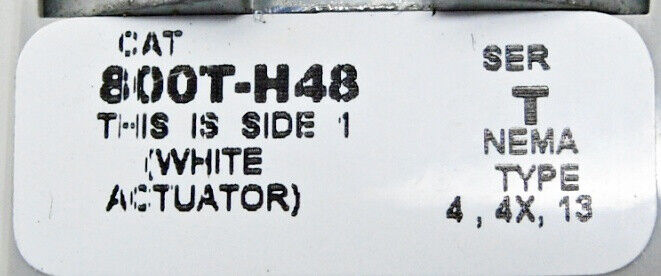 CAT
800T-H48
THIS IS SIDE 1
(WHITE
ACTUATOR)
SER
T
NEMA
TYPE
4, 4X, 13